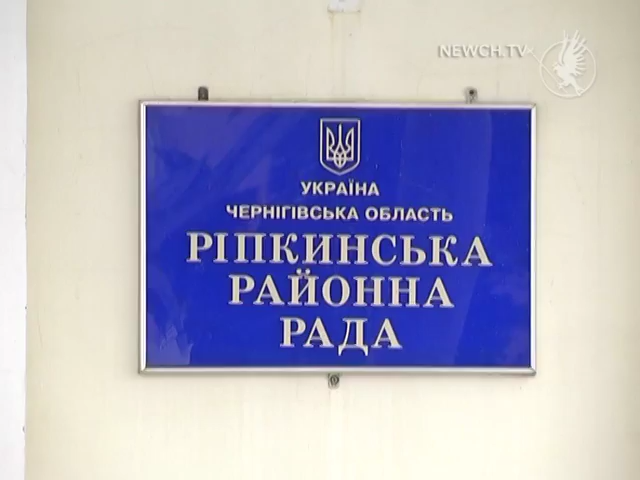 NEWCH.TV
УКРАЇНА
ЧЕРНІГІВСЬКА ОБЛАСТЬ
РІПКИНСЬКА
РАЙОННА
РАДА